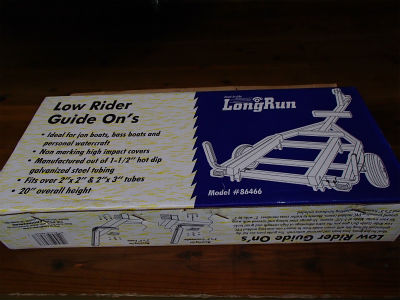 Low Rider
Guide On's
• Ideal for jon boats, bass boats and
personal watercraft
• Non marking high impact covers
• Manufactured out of 1-1/2" hot dip
galvanized steel tubing
• Fits over 2"x 2" & 2"x 3" tubes
• 20" overall height
LongRun
Model #86466
Low Rider Guide On's